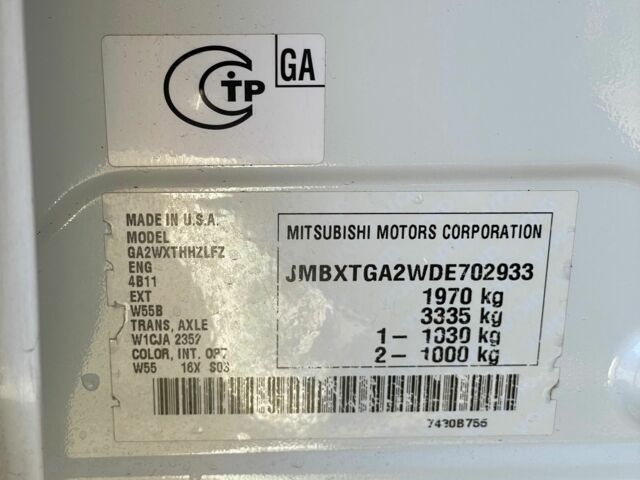 СТР
GA
MADE IN U.S.A.
MODEL
GA2WXTHHZLFZ
ENG
4B11
EXT
W55B
TRANS, AXLE
W1CJA 2352
COLOR, INT. OPT
W55 16X S03
MITSUBISHI MOTORS CORPORATION
JMBXTGA2WDE702933
1970 kg
3335 kg
1– 1030 kg
2– 1000 kg
7430B756